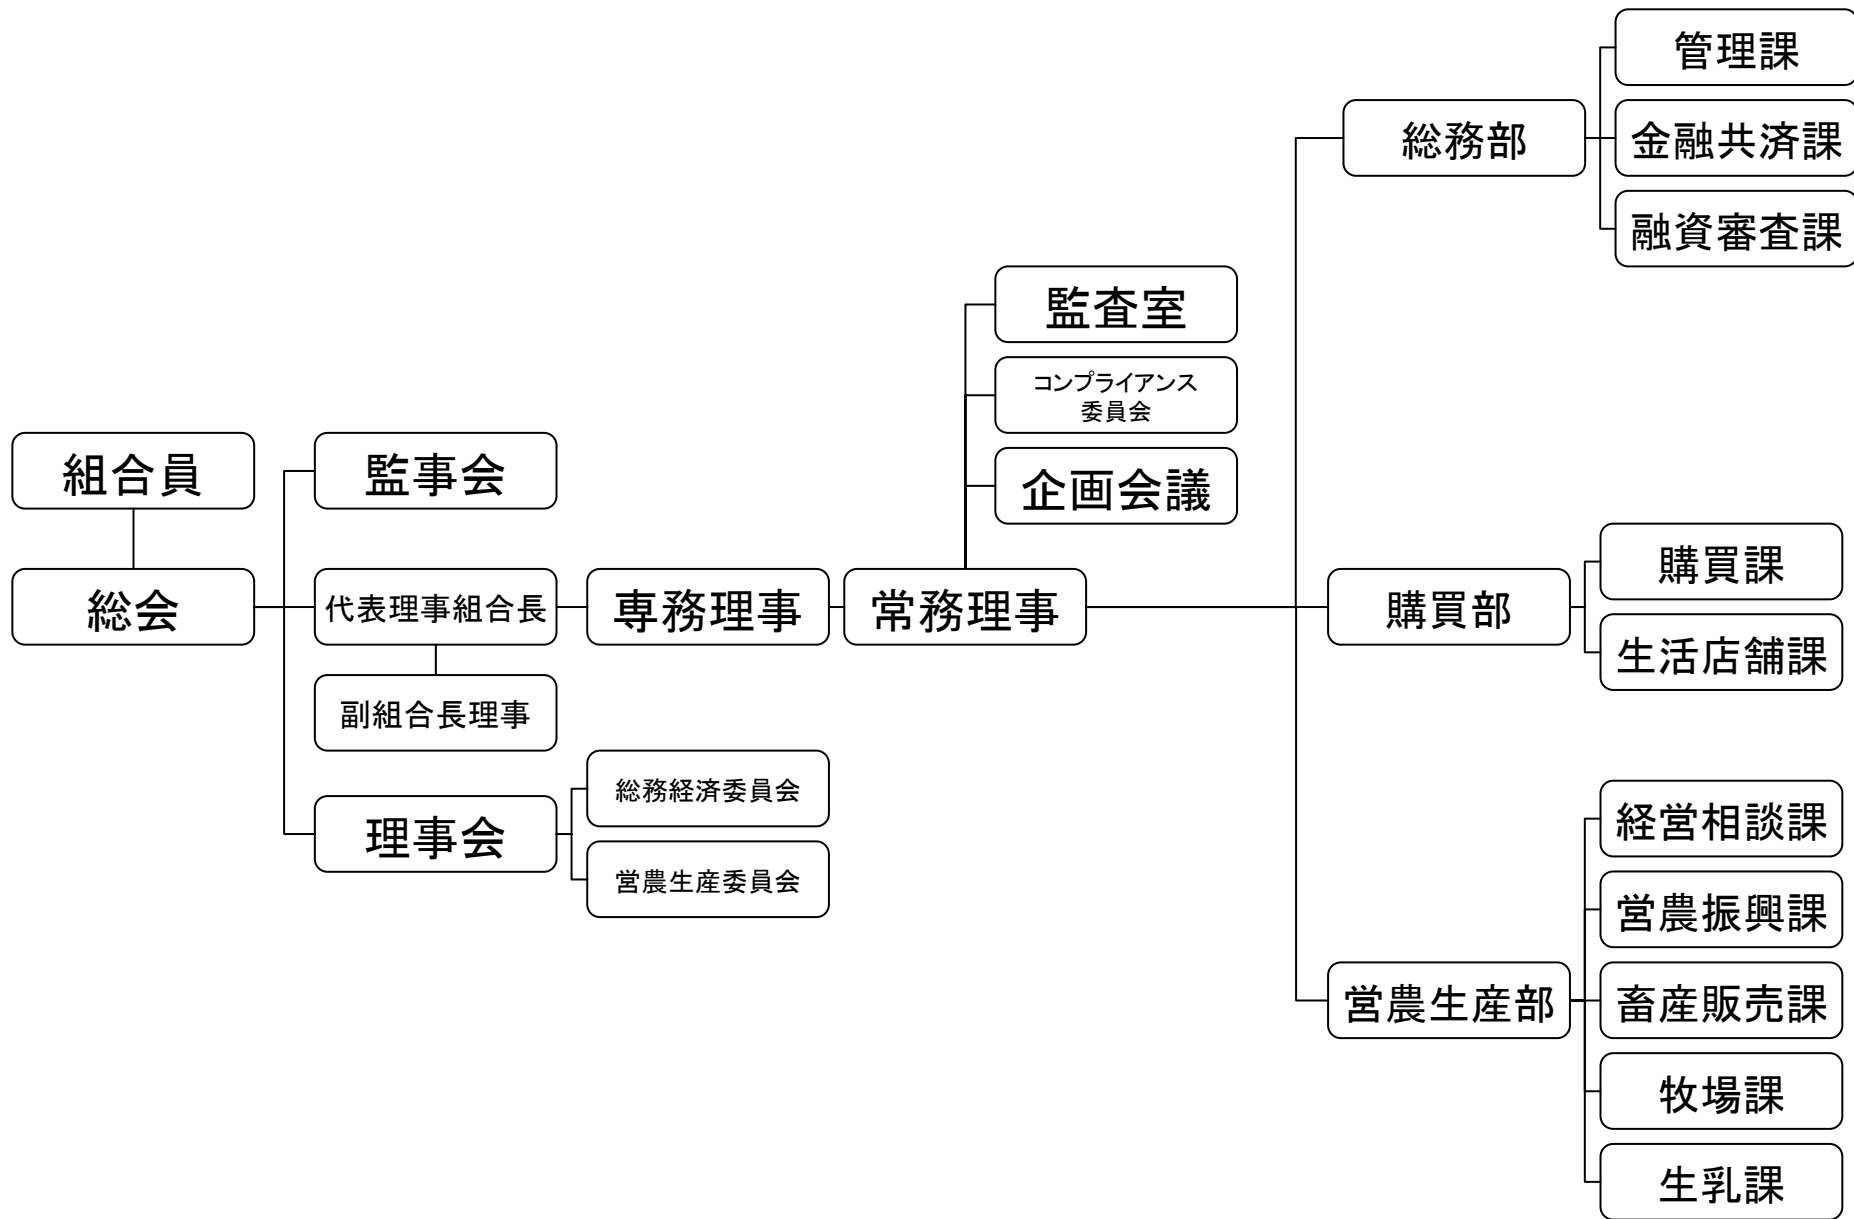 組合員
総会
監事会
代表理事組合長
副組合長理事
理事会
総務経済委員会
営農生産委員会
専務理事
常務理事
監査室
コンプライアンス
委員会
企画会議
総務部
管理課
金融共済課
融資審査課
購買部
購買課
生活店舗課
営農生産部
経営相談課
営農振興課
畜産販売課
牧場課
生乳課